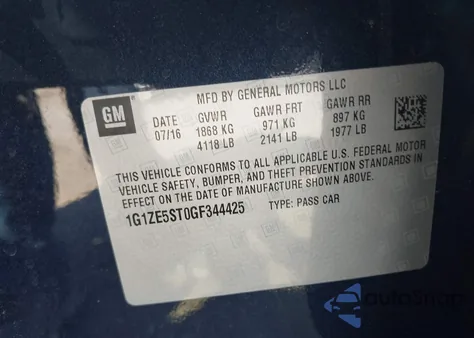 MFD BY GENERAL MOTORS LLC
GM
DATE GVWR GAWR FRT GAWR RR
07/16 1868 KG 971 KG 897 KG
4118 LB 2141 LB 1977 LB
THIS VEHICLE CONFORMS TO ALL APPLICABLE U.S. FEDERAL MOTOR
VEHICLE SAFETY, BUMPER, AND THEFT PREVENTION STANDARDS IN
EFFECT ON THE DATE OF MANUFACTURE SHOWN ABOVE.
1G1ZE5ST0GF344425 TYPE: PASS CAR